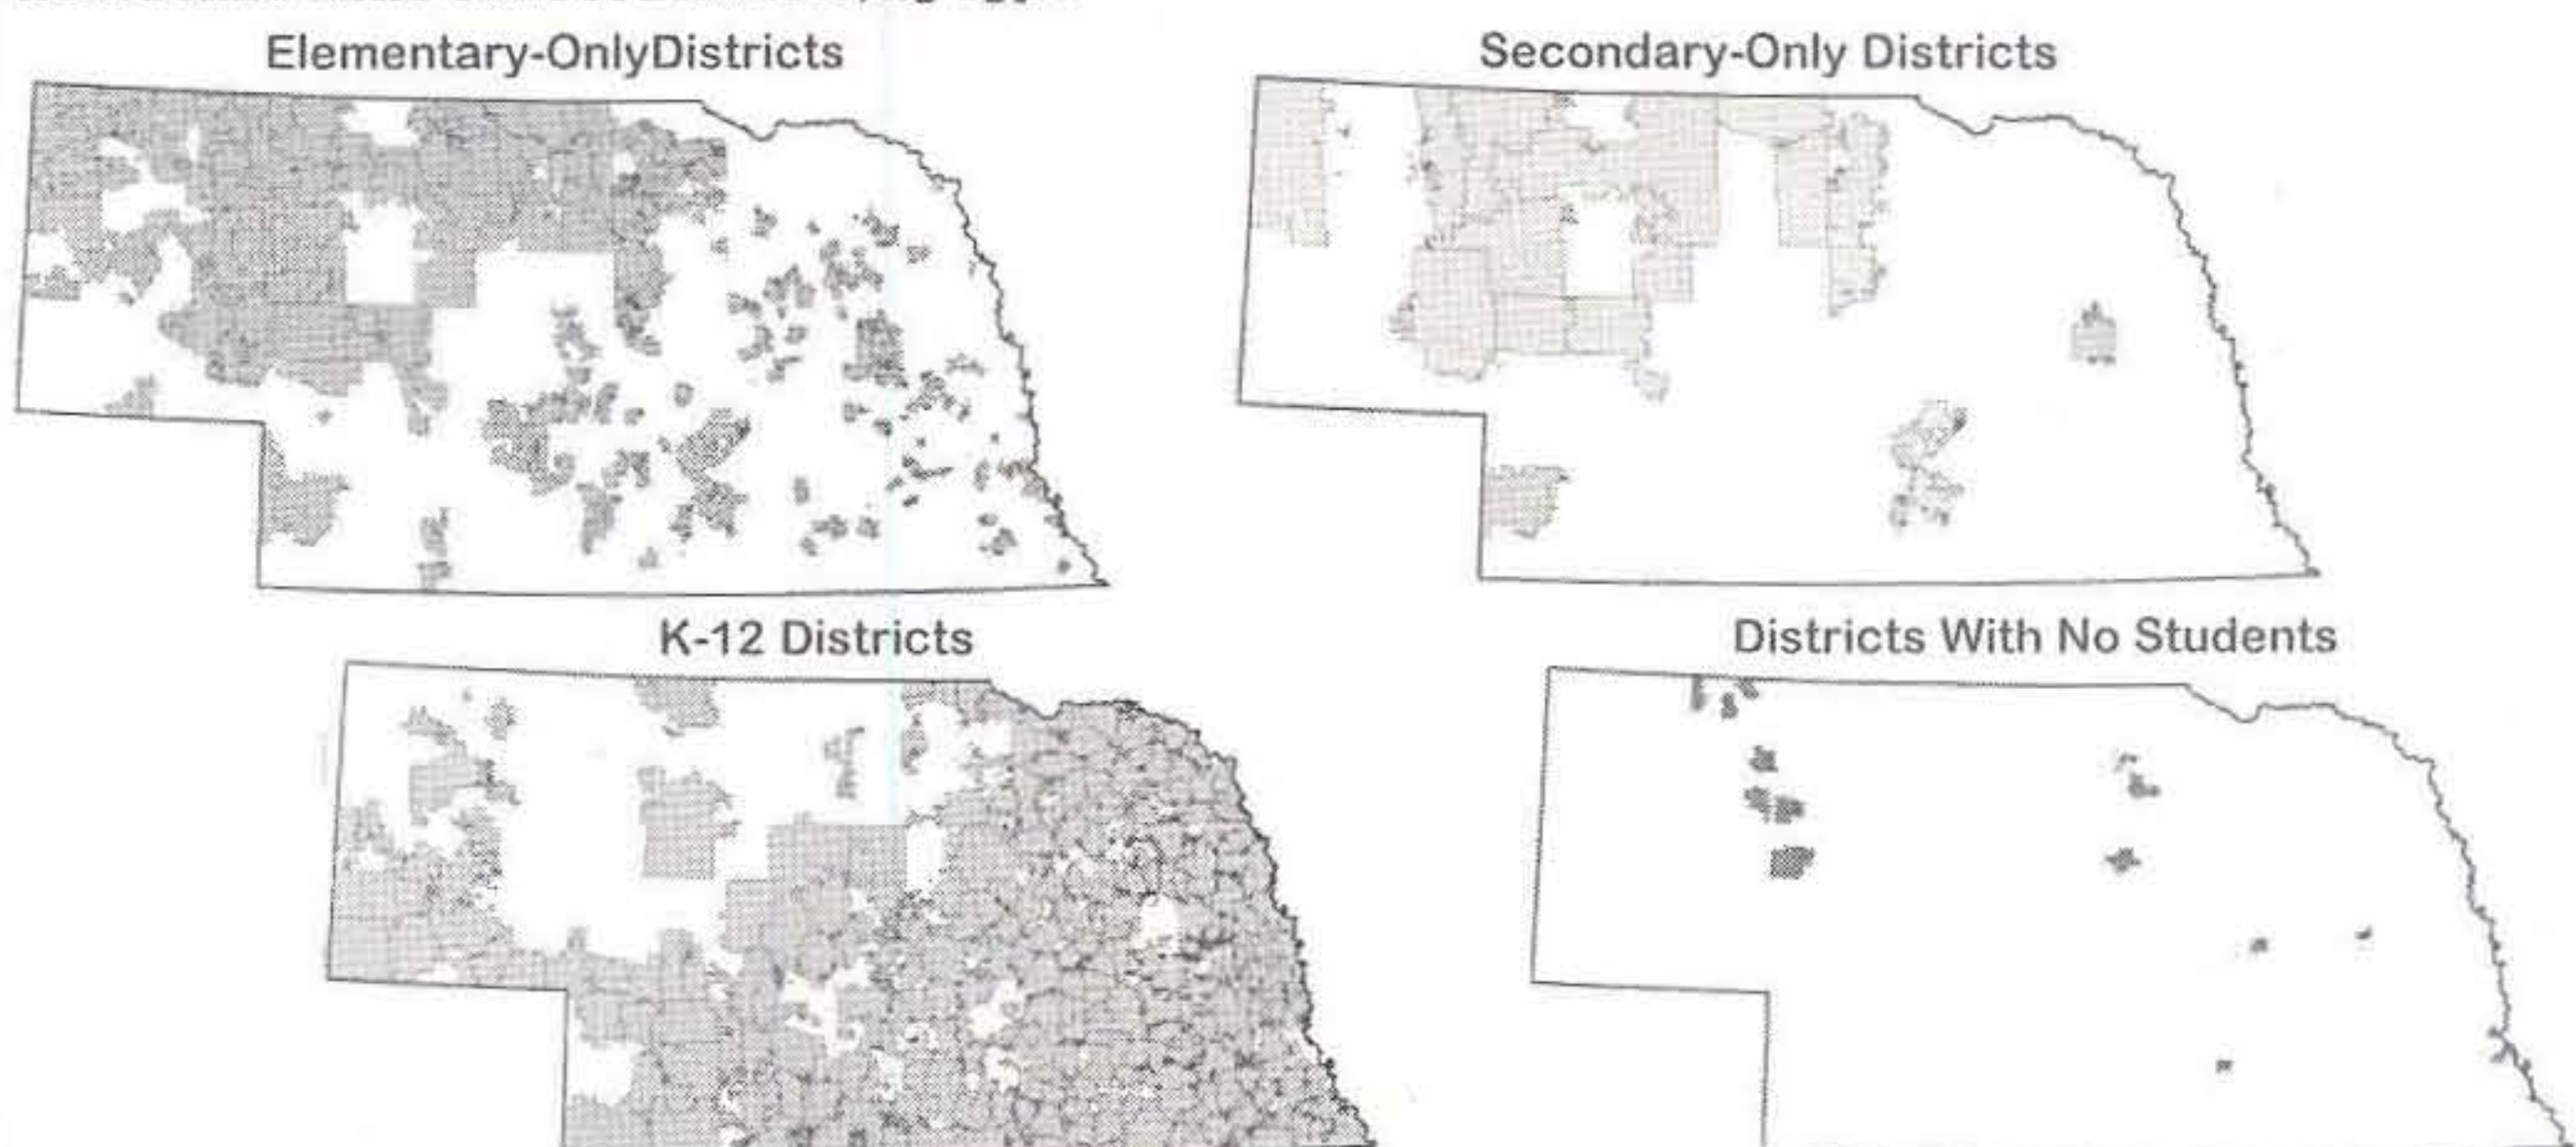 Elementary-OnlyDistricts
Secondary-Only Districts
K-12 Districts
Districts With No Students